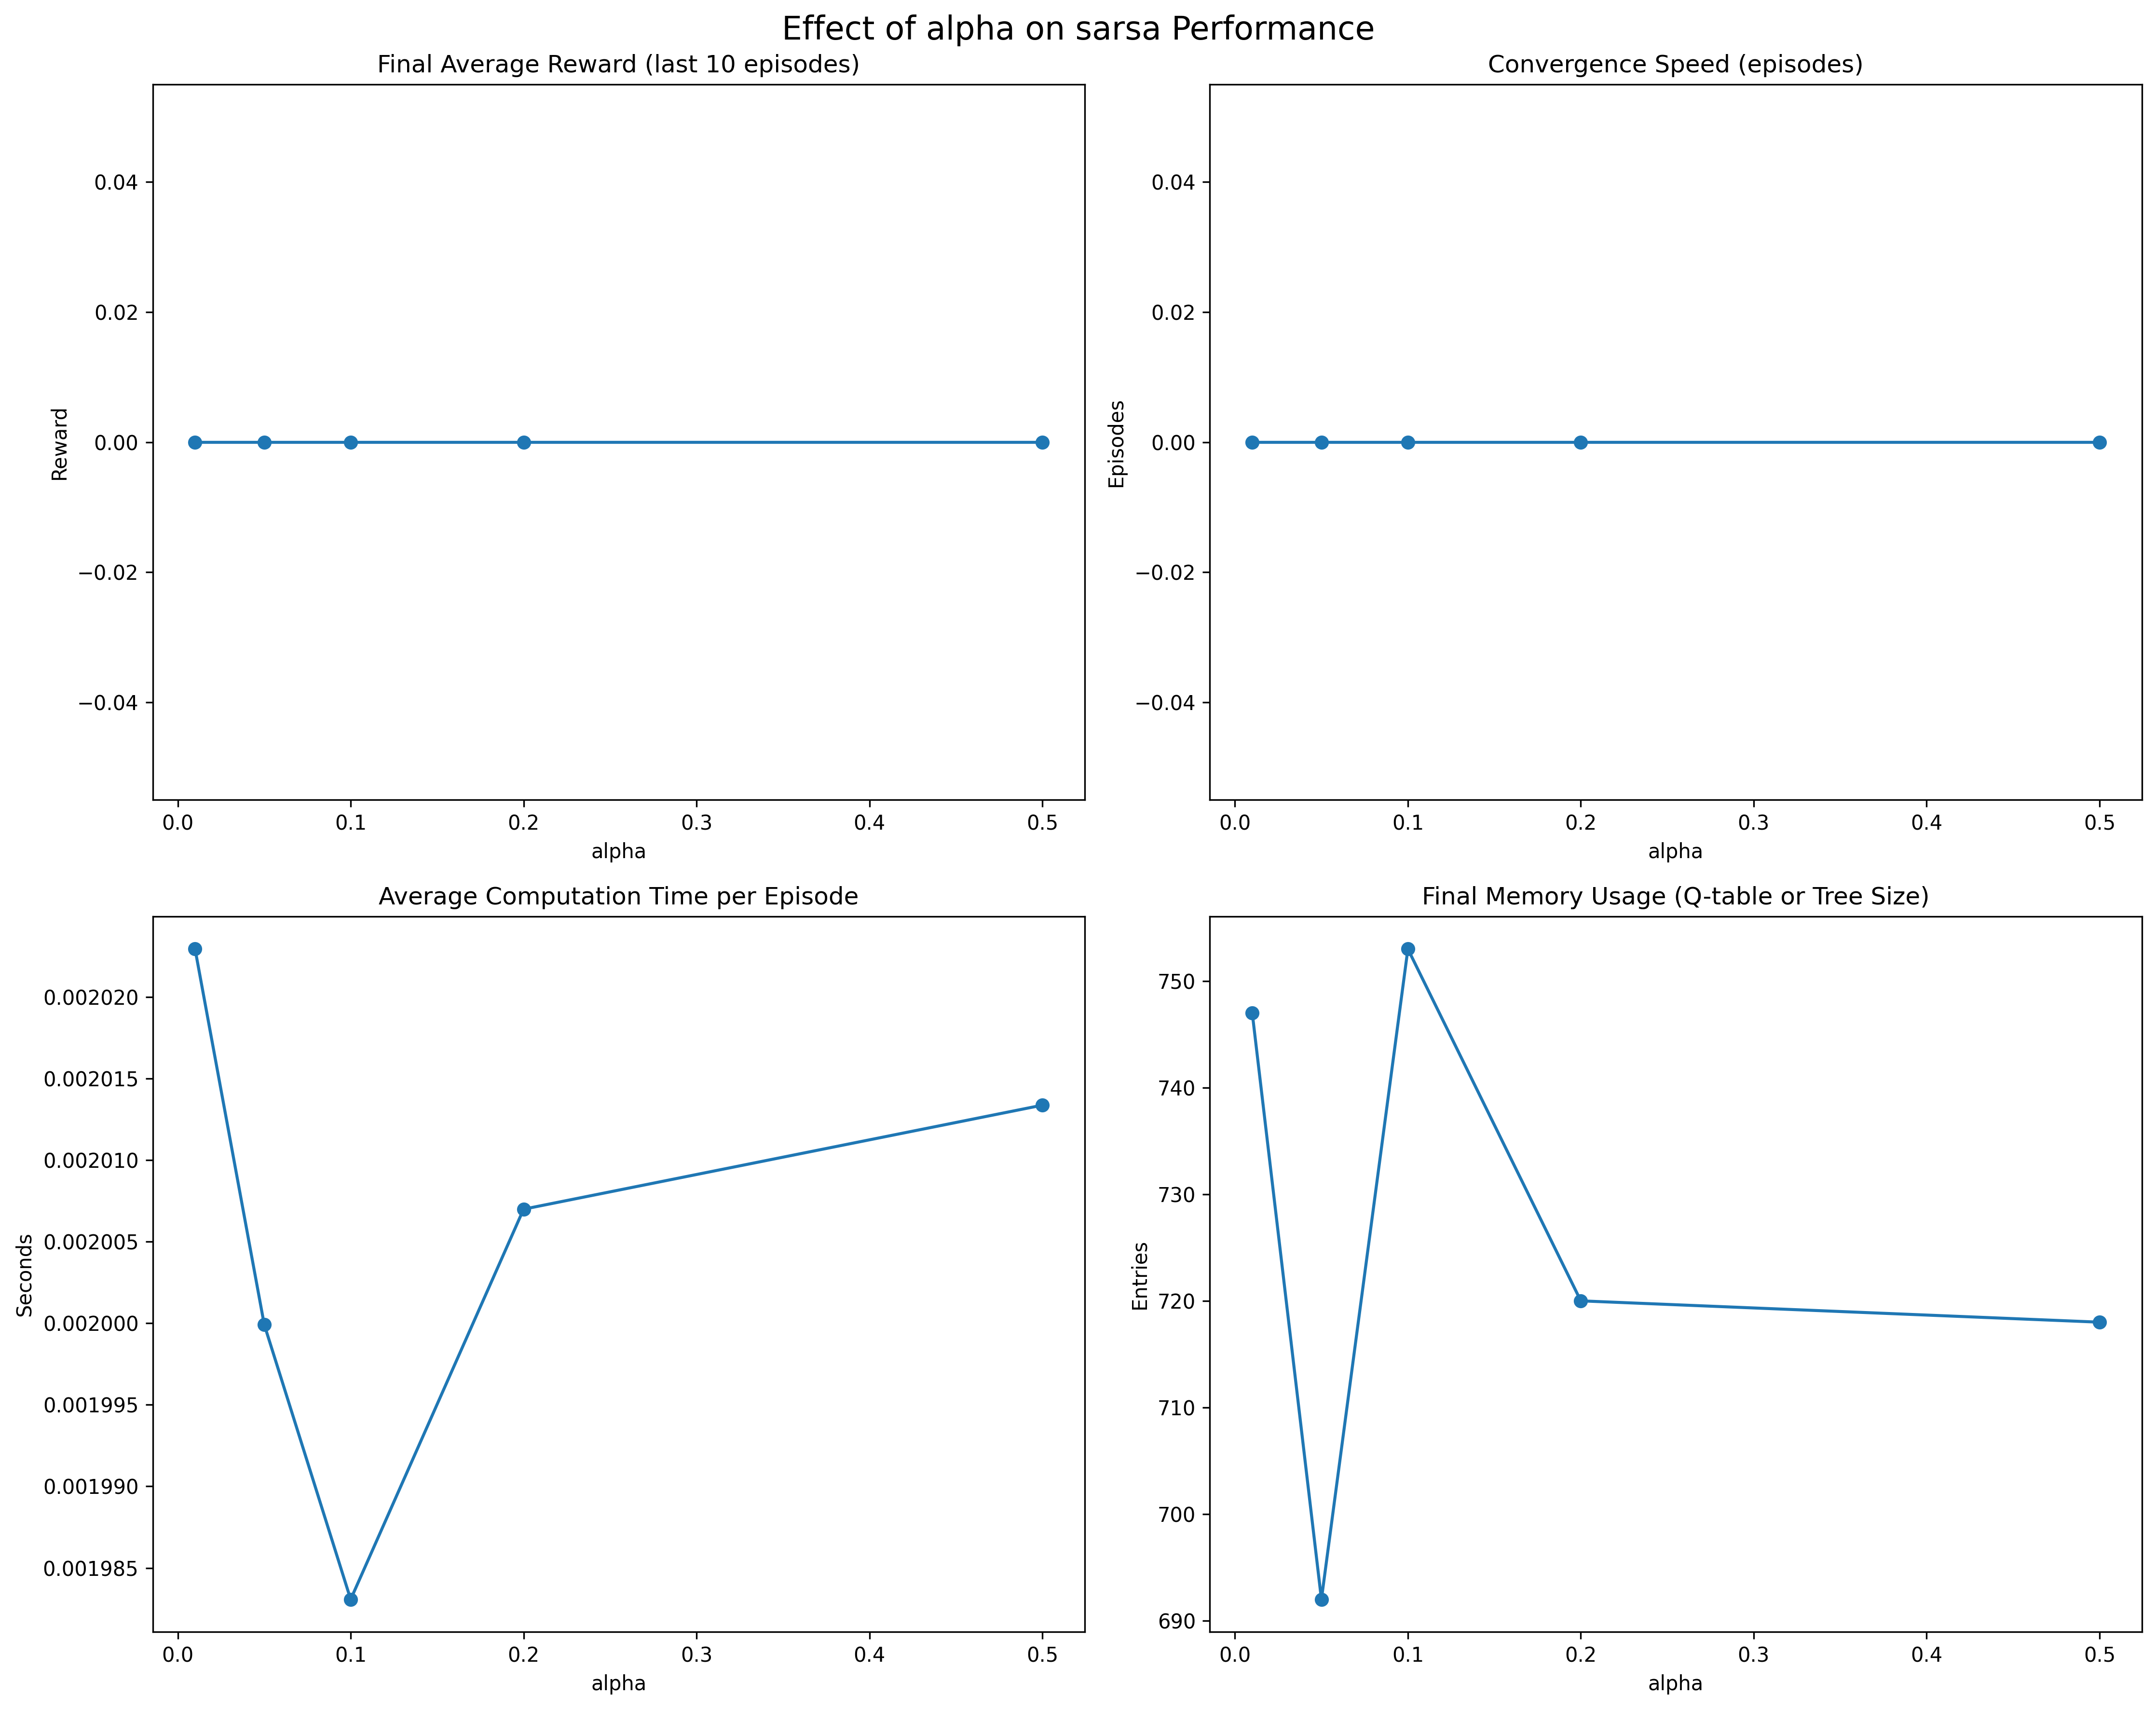 Effect of alpha on sarsa Performance
Final Average Reward (last 10 episodes)
Reward
0.04
0.02
0.00
−0.02
−0.04
0.0 0.1 0.2 0.3 0.4 0.5
alpha
Convergence Speed (episodes)
Episodes
0.04
0.02
0.00
−0.02
−0.04
0.0 0.1 0.2 0.3 0.4 0.5
alpha
Average Computation Time per Episode
Seconds
0.002020
0.002015
0.002010
0.002005
0.002000
0.001995
0.001990
0.001985
0.0 0.1 0.2 0.3 0.4 0.5
alpha
Final Memory Usage (Q-table or Tree Size)
Entries
750
740
730
720
710
700
690
0.0 0.1 0.2 0.3 0.4 0.5
alpha